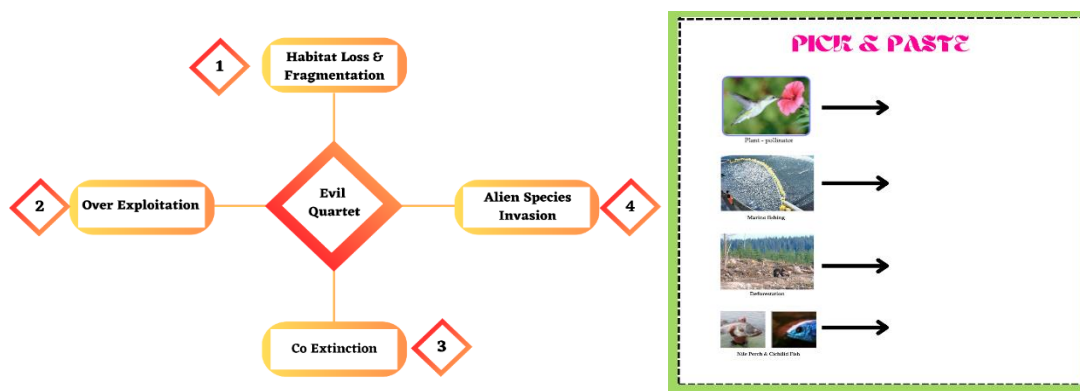 1
Habitat Loss &
Fragmentation
2
Over Exploitation
Evil
Quartet
Alien Species
Invasion
4
Co Extinction
3
PICK & PASTE
Plant – pollinator
Marine fishing
Deforestation
Nile Perch & Cichilid Fish